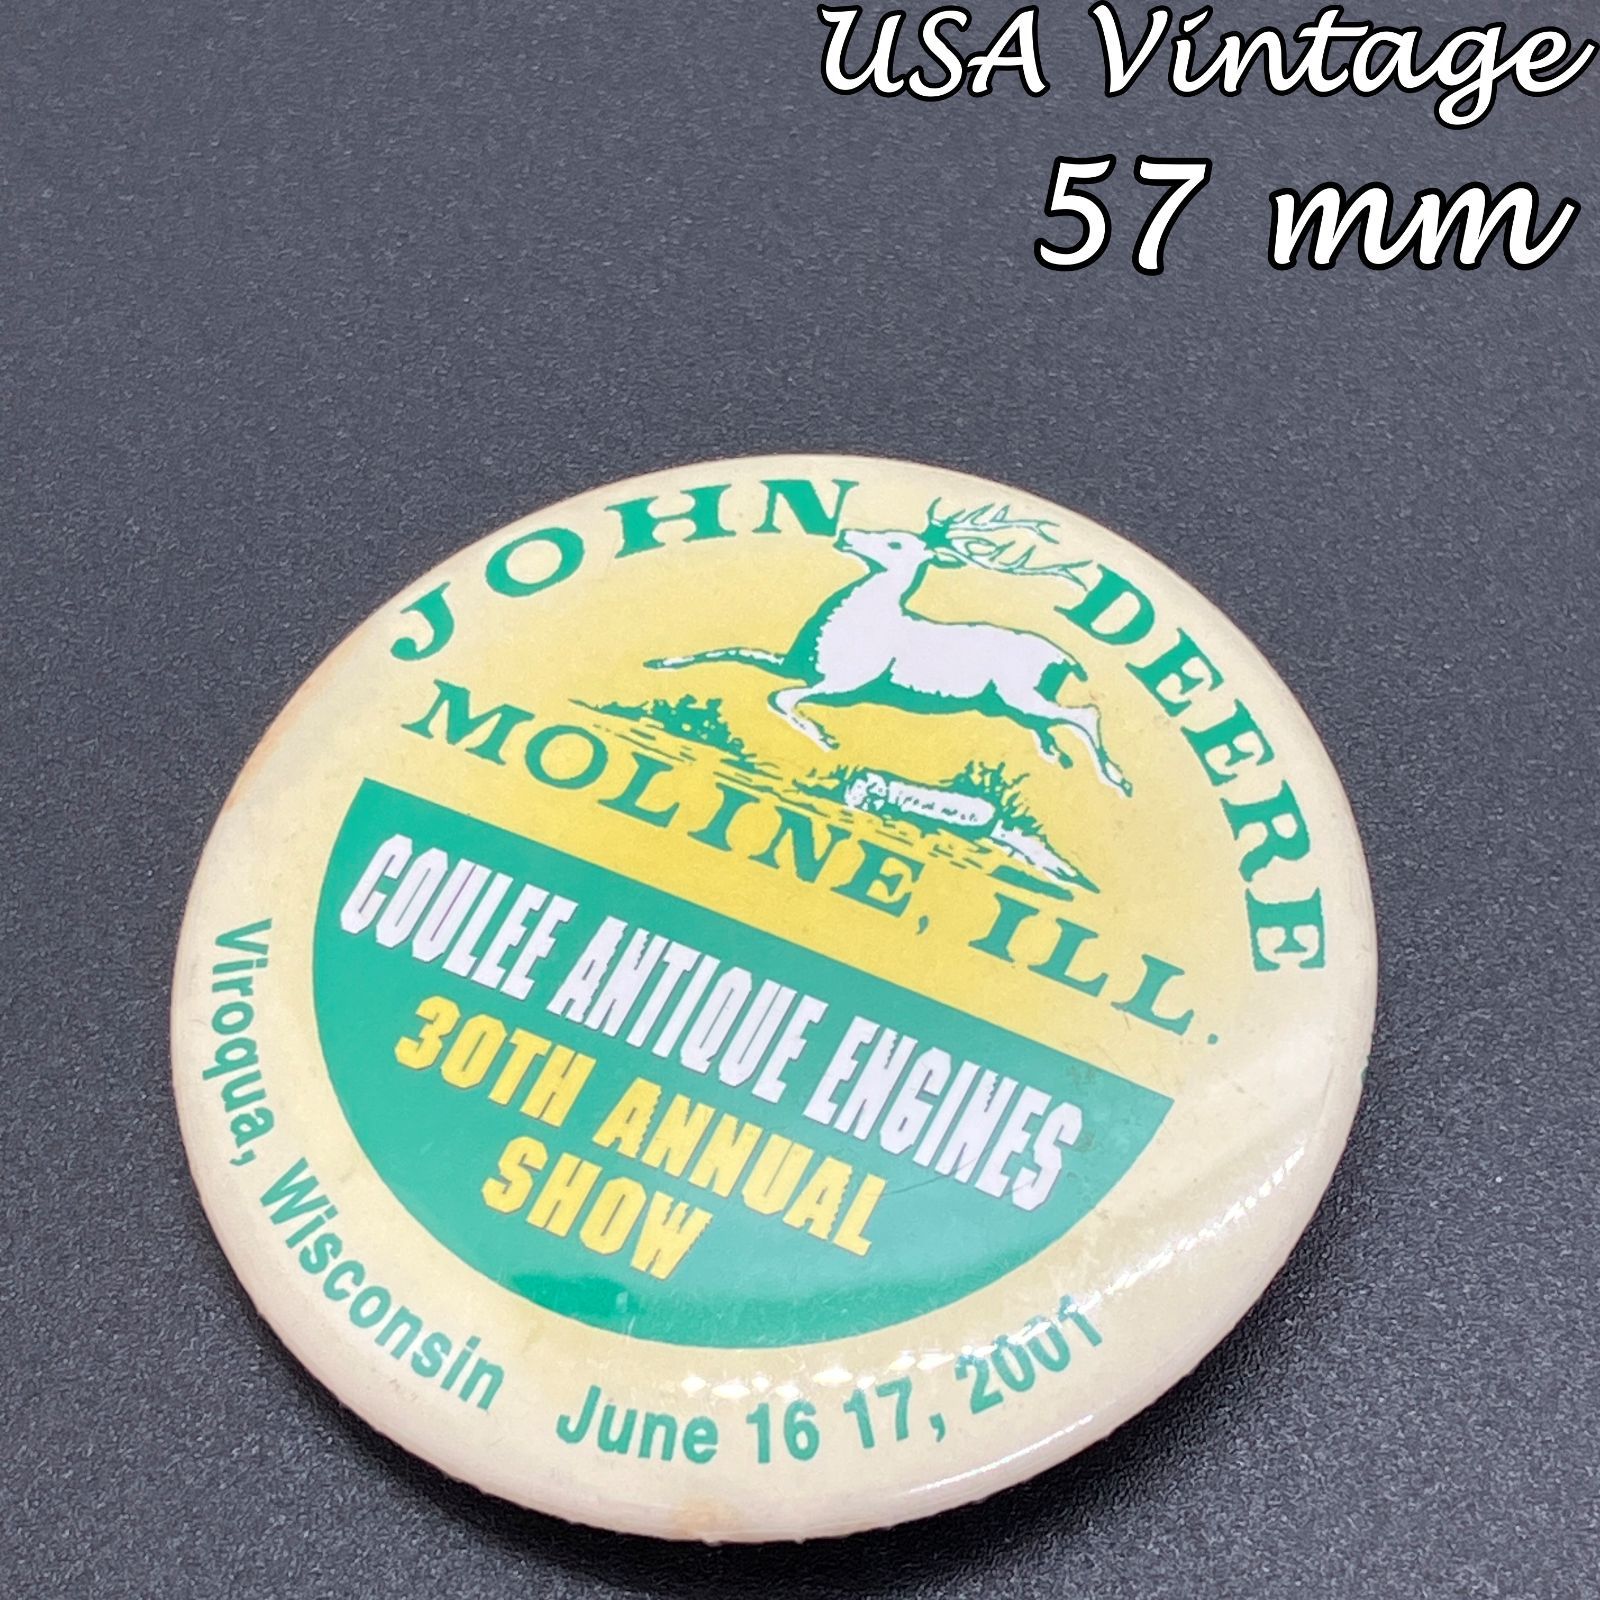 USA Vintage
57 mm
JOHN DEERE
MOLINE, ILL.
COULEE ANTIQUE ENGINES
30TH ANNUAL
SHOW
Viroqua, Wisconsin June 16 17, 2001